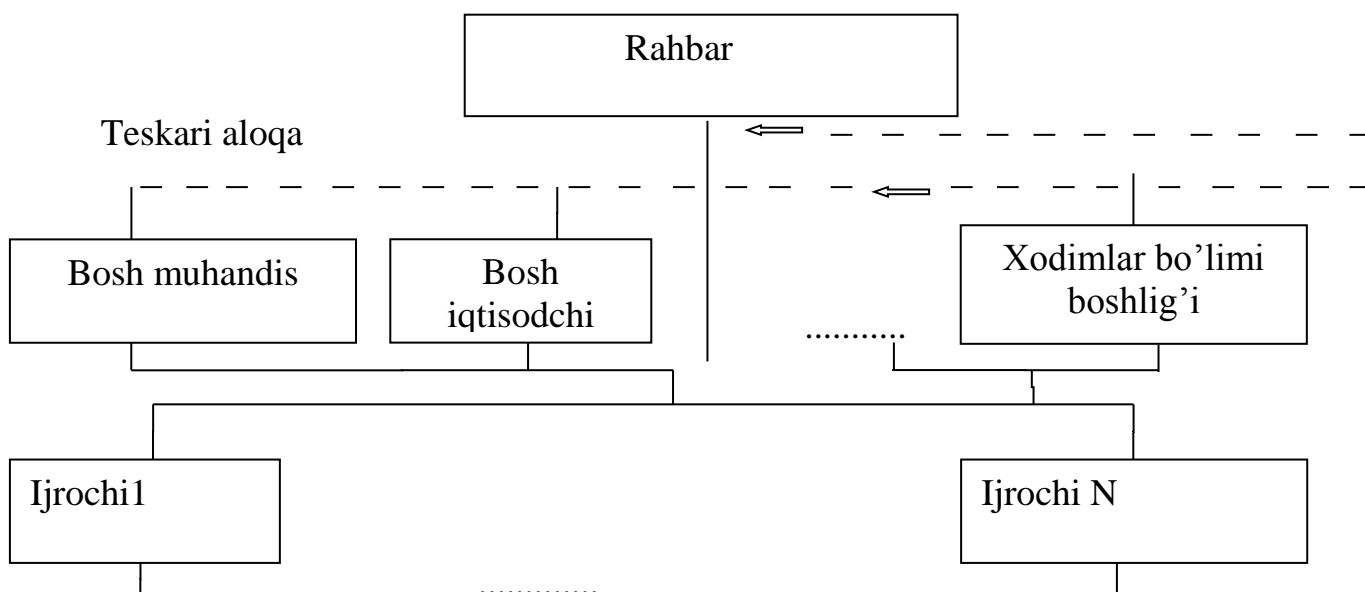 Rahbar
Teskari aloqa
Bosh muhandis
Bosh
iqtisodchi
Xodimlar bo’limi
boshlig’i
...........
Ijrochi1
Ijrochi N
.............